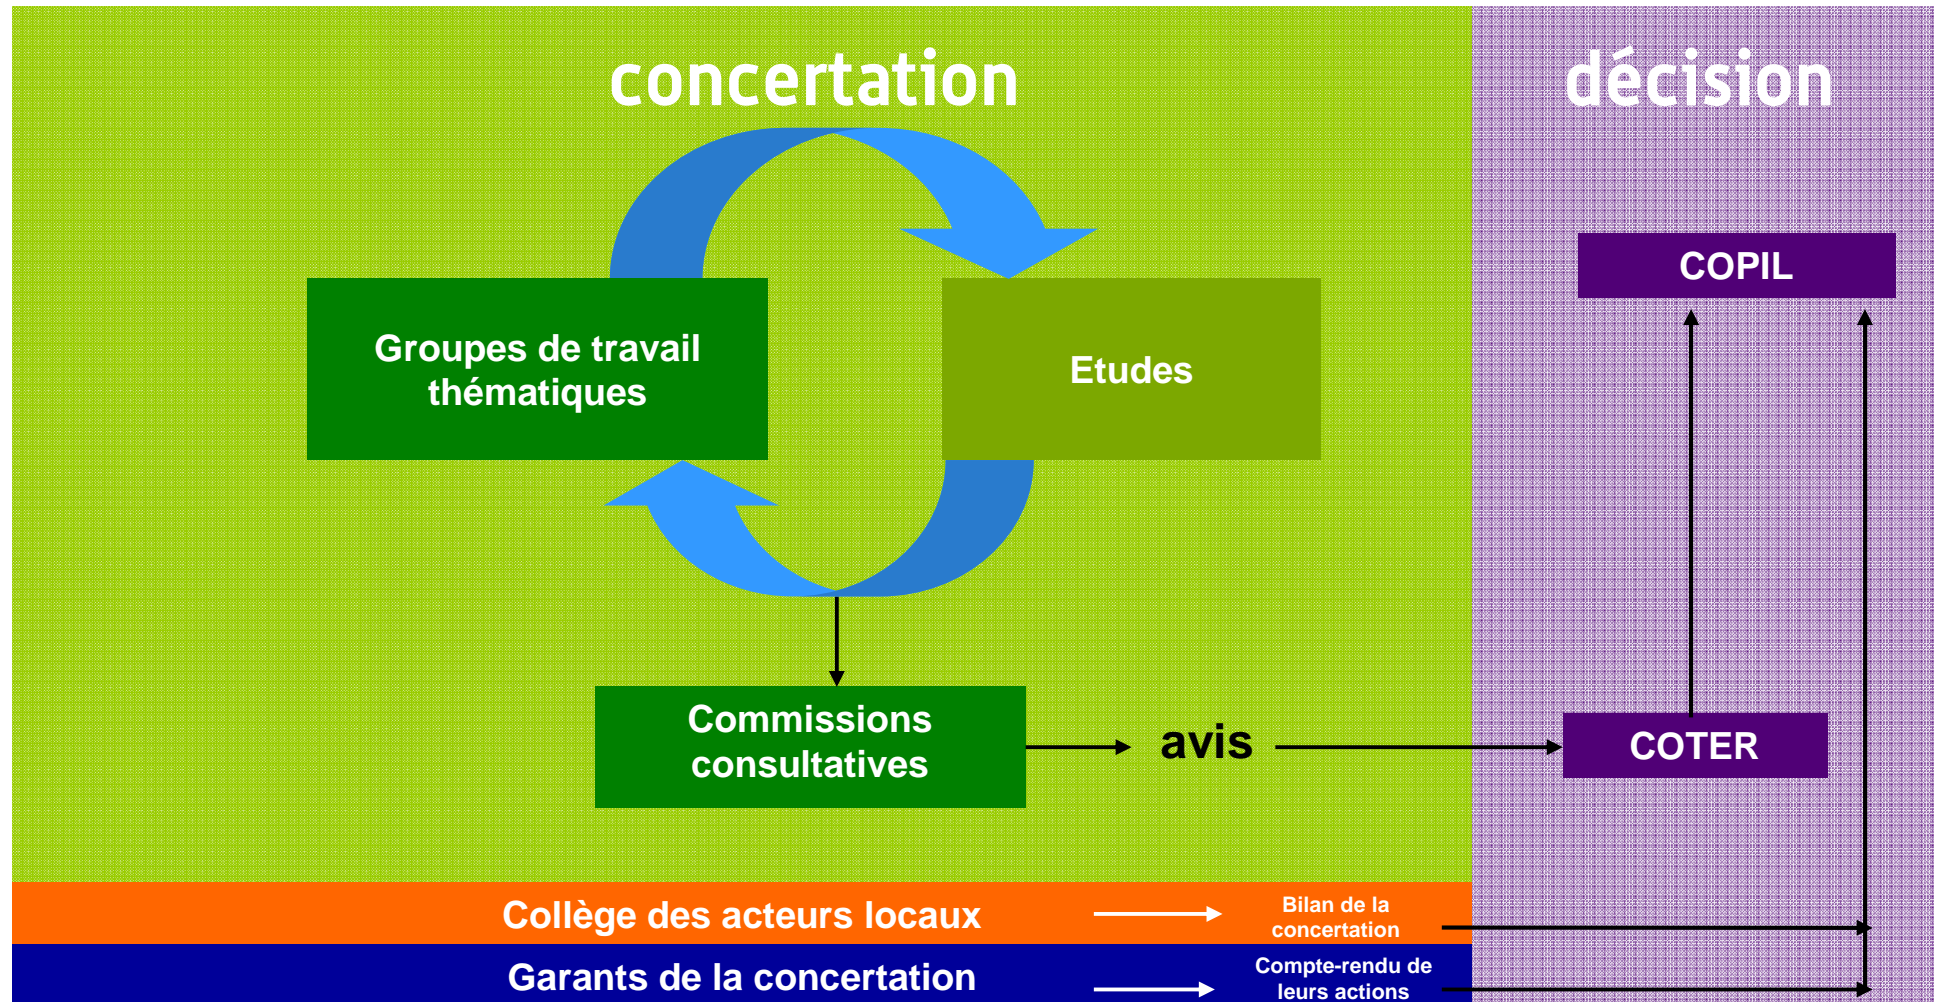 concertation
décision
COPIL
Groupes de travail
thématiques
Etudes
Commissions
consultatives
avis
COTER
Collège des acteurs locaux
Bilan de la
concertation
Garants de la concertation
Compte-rendu de
leurs actions